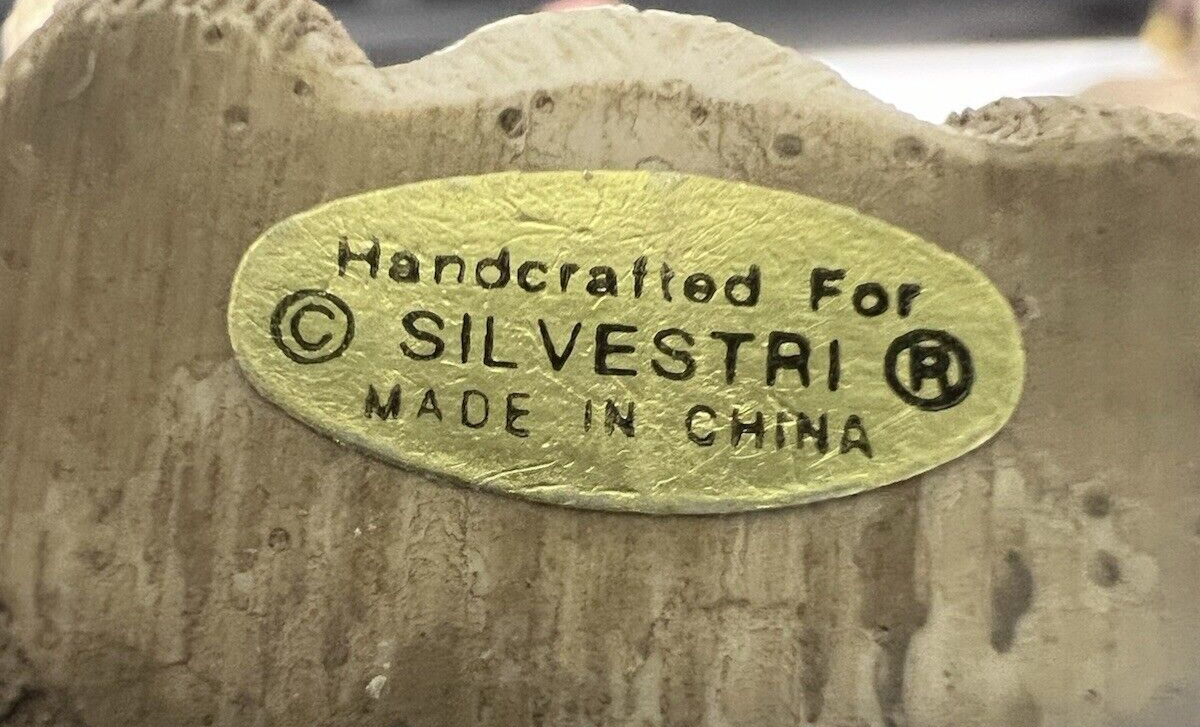 Handcrafted For
© SILVESTRI ®
MADE IN CHINA